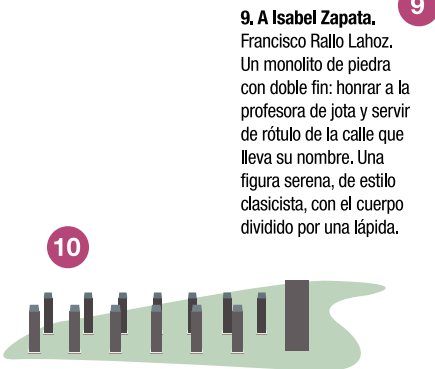 9
9. A Isabel Zapata.
Francisco Rallo Lahoz.
Un monolito de piedra
con doble fin: honrar a la
profesora de jota y servir
de rótulo de la calle que
lleva su nombre. Una
figura serena, de estilo
clasicista, con el cuerpo
dividido por una lápida.
10